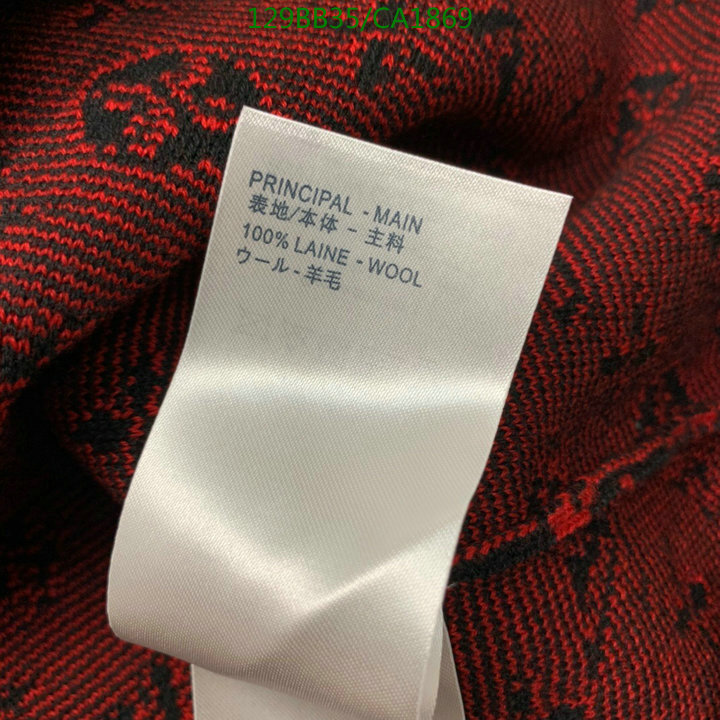 129BB35/CA1869
PRINCIPAL - MAIN
表地/本体 - 主料
100% LAINE - WOOL
ウール - 羊毛